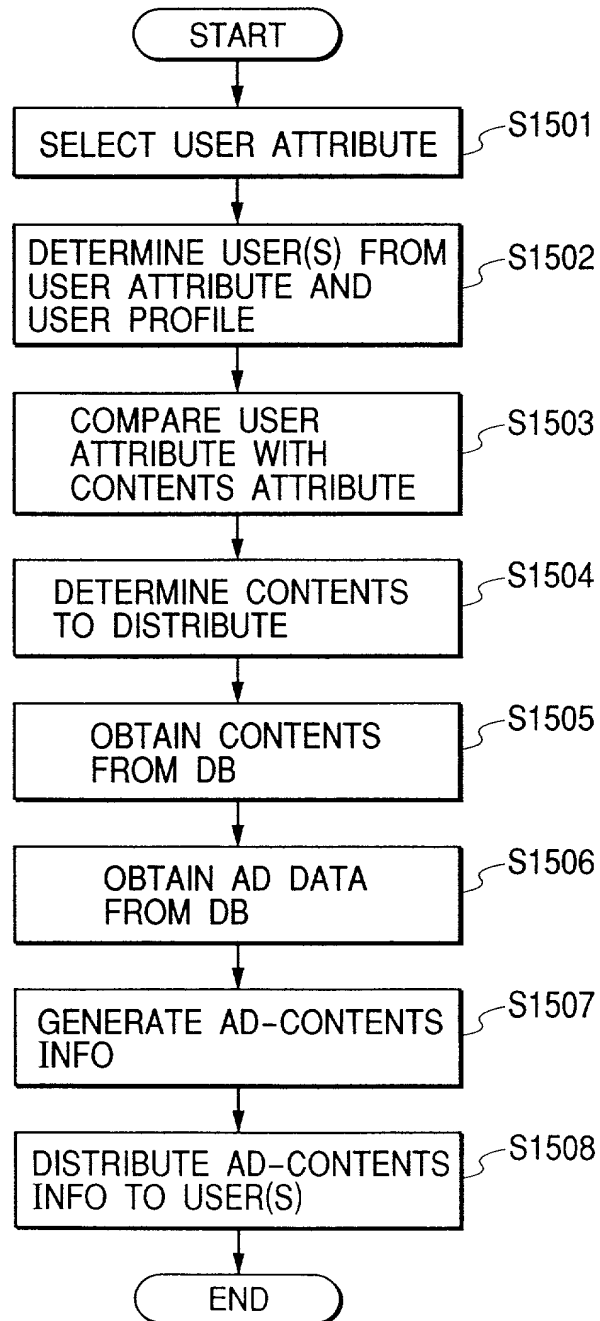 START
SELECT USER ATTRIBUTE
S1501
DETERMINE USER(S) FROM
USER ATTRIBUTE AND
USER PROFILE
S1502
COMPARE USER
ATTRIBUTE WITH
CONTENTS ATTRIBUTE
S1503
DETERMINE CONTENTS
TO DISTRIBUTE
S1504
OBTAIN CONTENTS
FROM DB
S1505
OBTAIN AD DATA
FROM DB
S1506
GENERATE AD-CONTENTS
INFO
S1507
DISTRIBUTE AD-CONTENTS
INFO TO USER(S)
S1508
END